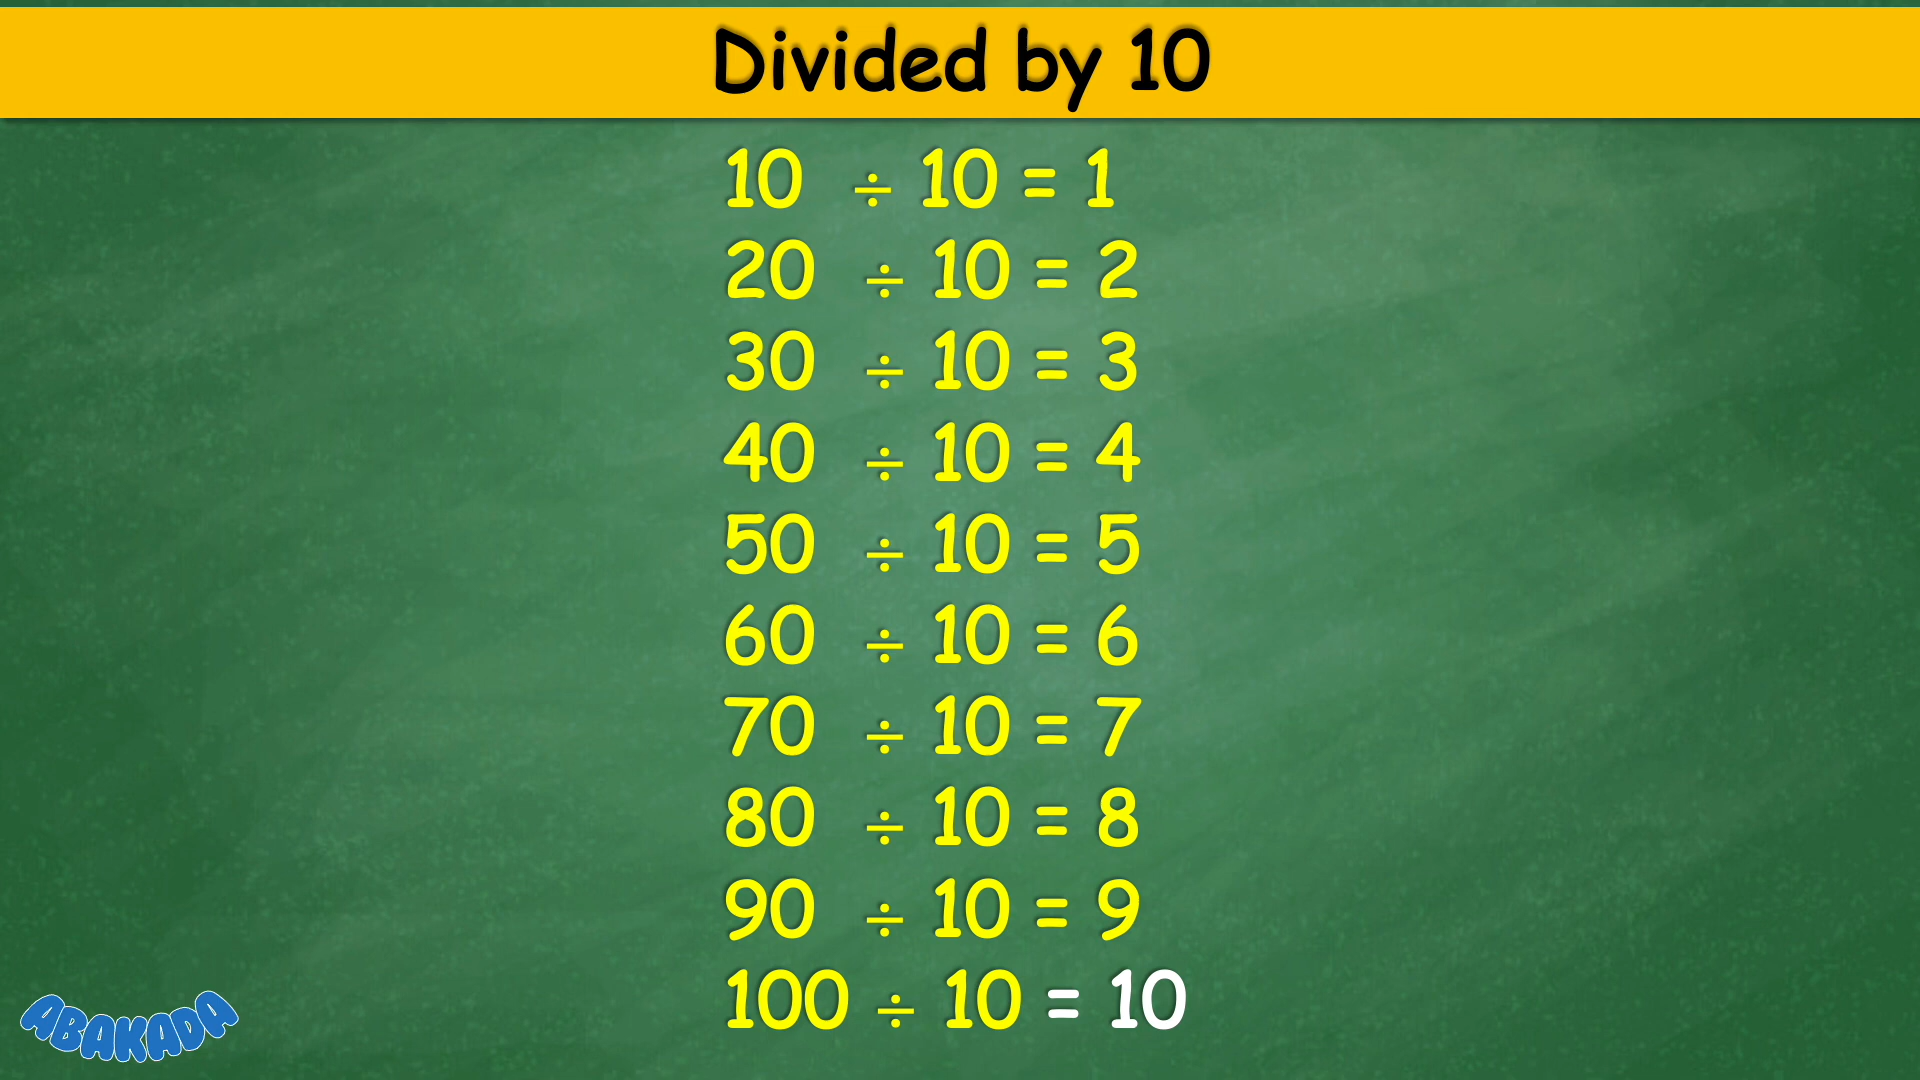 Divided by 10
10 ÷ 10 = 1
20 ÷ 10 = 2
30 ÷ 10 = 3
40 ÷ 10 = 4
50 ÷ 10 = 5
60 ÷ 10 = 6
70 ÷ 10 = 7
80 ÷ 10 = 8
90 ÷ 10 = 9
100 ÷ 10 = 10
ABAKADA